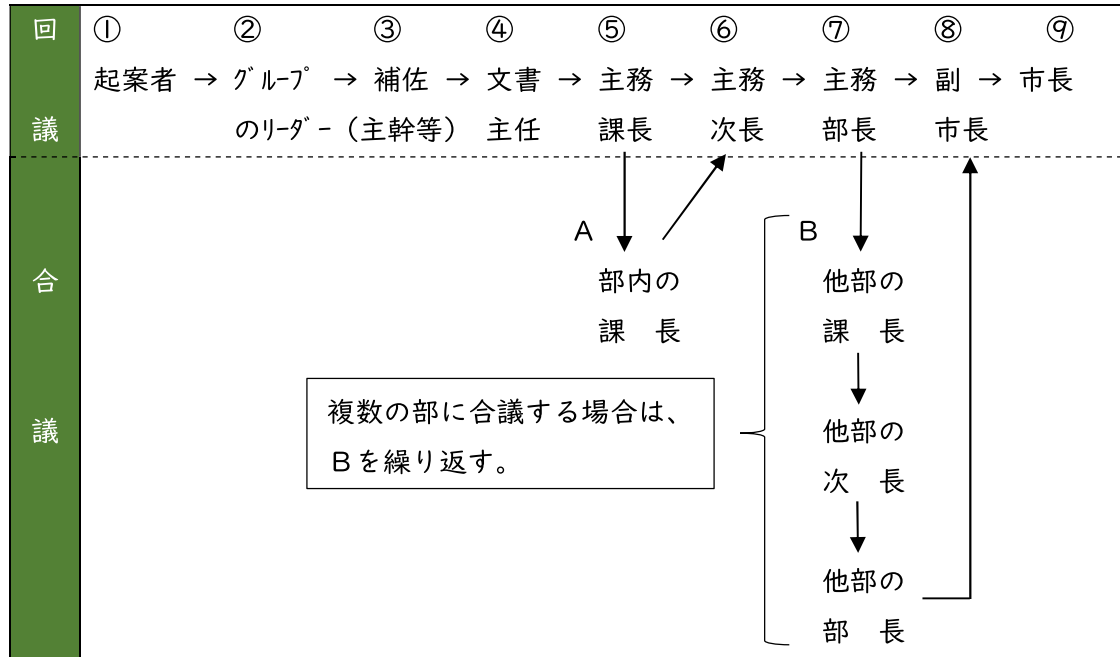 回議
① ② ③ ④ ⑤ ⑥ ⑦ ⑧ ⑨
起案者 → グループ → 補佐 → 文書 → 主務 → 主務 → 主務 → 副 → 市長
のリーダー (主幹等) 主任 課長 次長 部長 市長
合議
A
部内の
課 長
B
他部の
課 長
他部の
次 長
他部の
部 長
複数の部に合議する場合は、
Bを繰り返す。